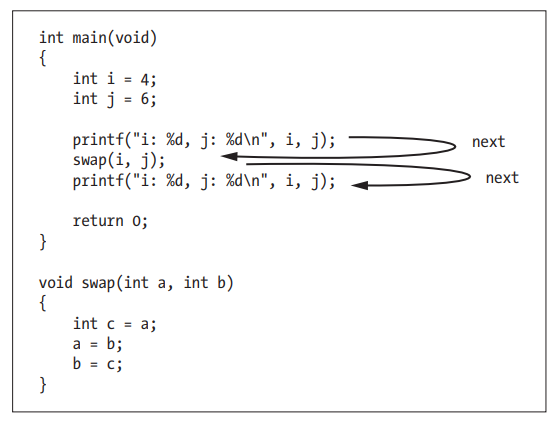 int main(void)
{
    int i = 4;
    int j = 6;
    printf("i: %d, j: %d\n", i, j);
next
    swap(i, j);
    printf("i: %d, j: %d\n", i, j);
next
    return 0;
}
void swap(int a, int b)
{
    int c = a;
    a = b;
    b = c;
}